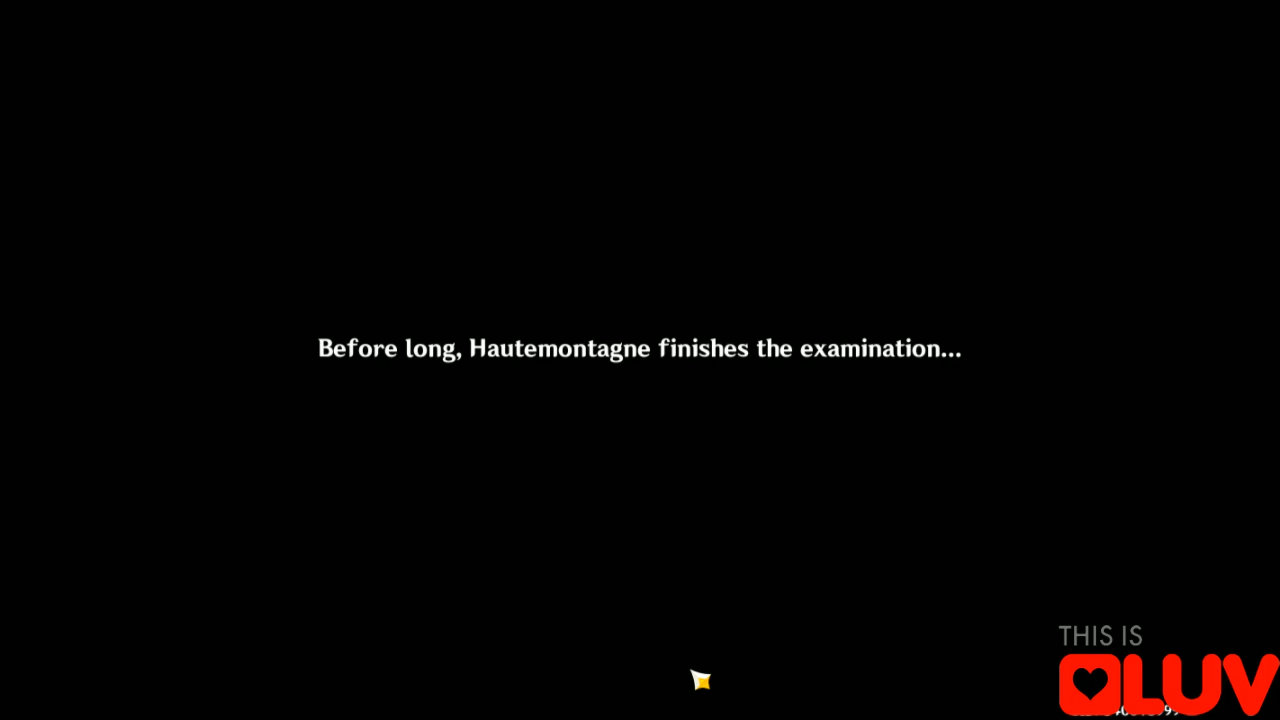 Before long, Hautemontagne finishes the examination...
THIS IS
LUV